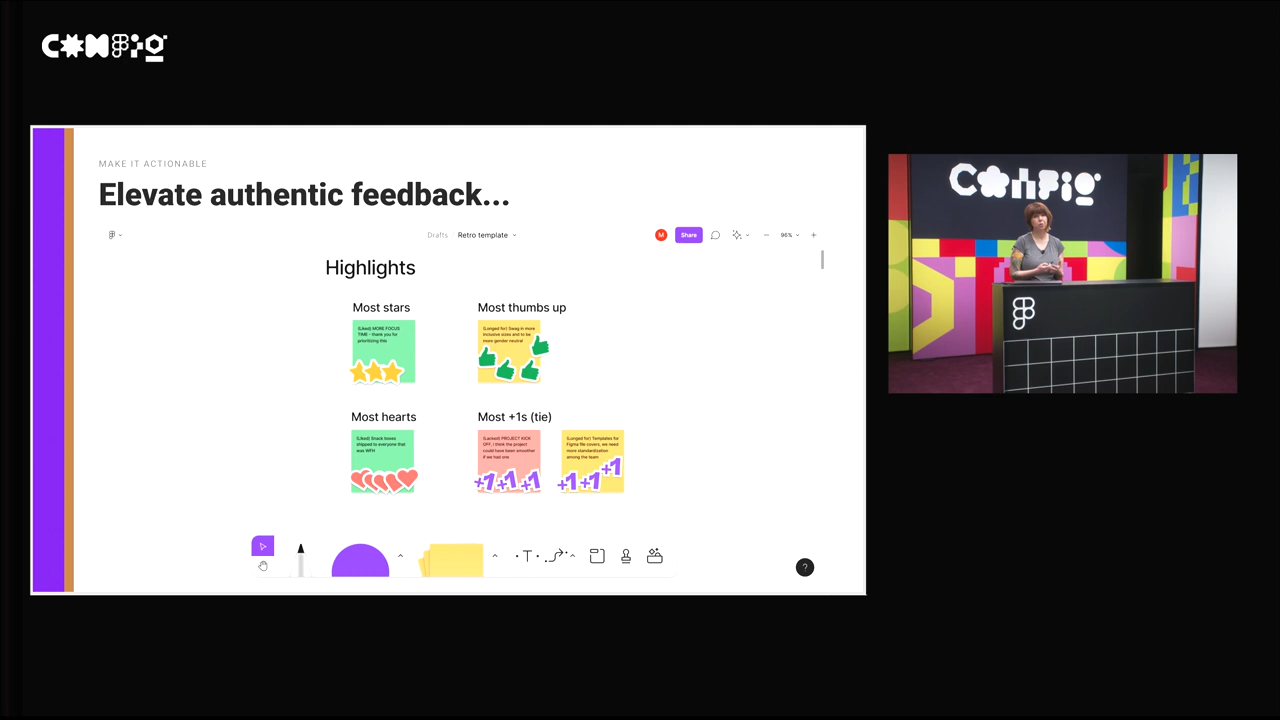 CONFIG
MAKE IT ACTIONABLE
Elevate authentic feedback...
Drafts Retro template
M Share 96%
Highlights
Most stars
Most thumbs up
(Liked) MORE FOCUS
TIME - thank you for
prioritizing this
(Longed for) Swag in more
inclusive sizes and to be
more gender neutral
Most hearts
Most +1s (tie)
(Liked) Snack boxes
shipped to everyone that
was WFH
(Lacked) PROJECT KICK
OFF, I think the project
could have been smoother
if we had one
+1 +1 +1
(Longed for) Templates for
Figma file covers, we need
more standardization
among the team
+1 +1 +1
T
?
CONFIG